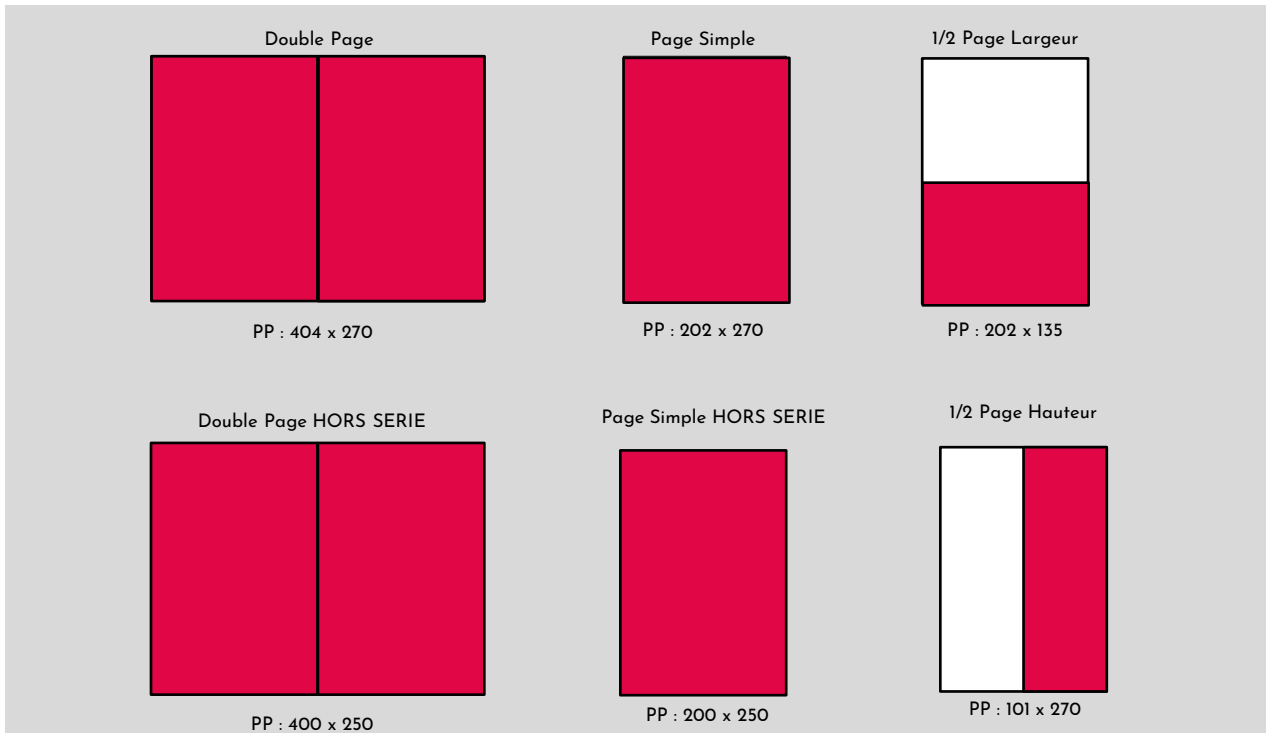 Double Page
Page Simple
1/2 Page Largeur
PP : 404 x 270
PP : 202 x 270
PP : 202 x 135
Double Page HORS SERIE
Page Simple HORS SERIE
1/2 Page Hauteur
PP : 400 x 250
PP : 200 x 250
PP : 101 x 270